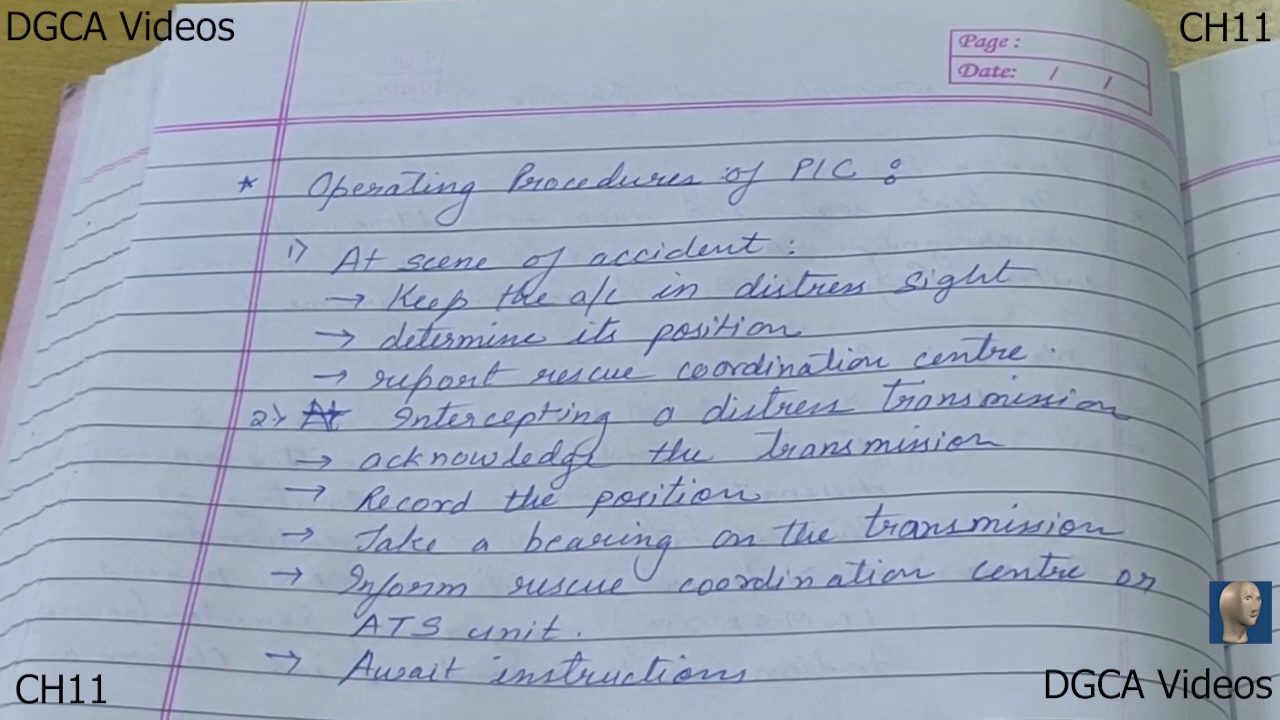 DGCA Videos
CH11
Page :
Date: / /
* Operating Procedures of PIC :
1) At scene of accident :
→ Keep the a/c in distress sight
→ determine its position
→ report rescue coordination centre.
2) At Intercepting a distress transmission
→ acknowledge the transmission
→ Record the position
→ Take a bearing on the transmission
→ Inform rescue coordination centre or
ATS unit.
→ Await instructions
CH11
DGCA Videos